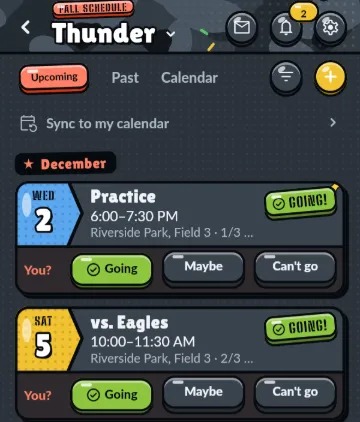 FALL SCHEDULE
Thunder
2
Upcoming
Past
Calendar
Sync to my calendar
★ December
WED
2
Practice
6:00–7:30 PM
Riverside Park, Field 3 · 1/3 ...
GOING!
You?
Going
Maybe
Can't go
SAT
5
vs. Eagles
10:00–11:30 AM
Riverside Park, Field 3 · 2/3 ...
GOING!
You?
Going
Maybe
Can't go